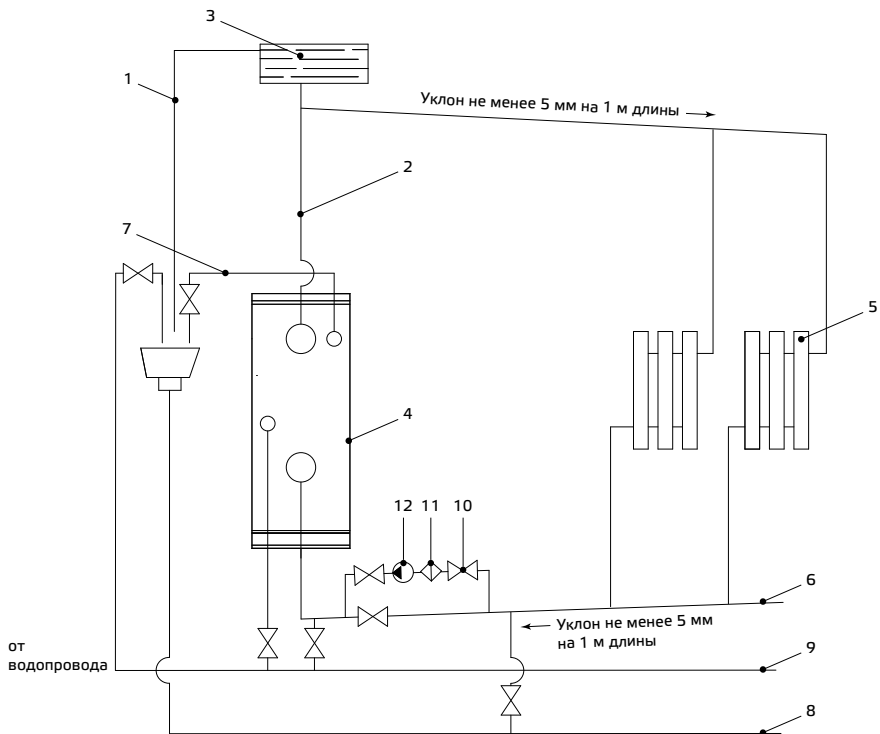 3
1
Уклон не менее 5 мм на 1 м длины
2
7
5
4
12 11 10
6
Уклон не менее 5 мм
на 1 м длины
от
водопровода
9
8